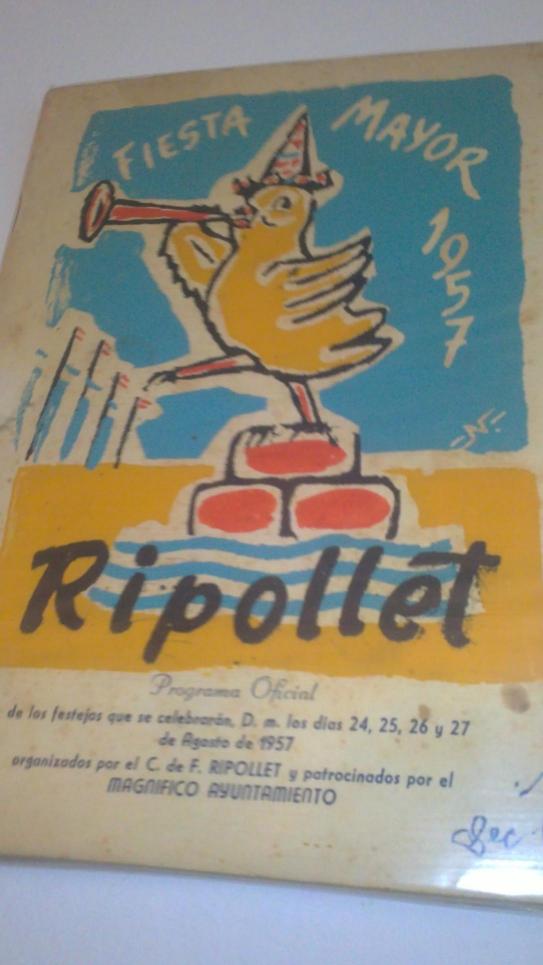 FIESTA MAYOR
1957
Ripollet
Programa Oficial
de los festejos que se celebrarán, D. m. los días 24, 25, 26 y 27
de Agosto de 1957
organizados por el C. de F. RIPOLLET y patrocinados por el
MAGNIFICO AYUNTAMIENTO